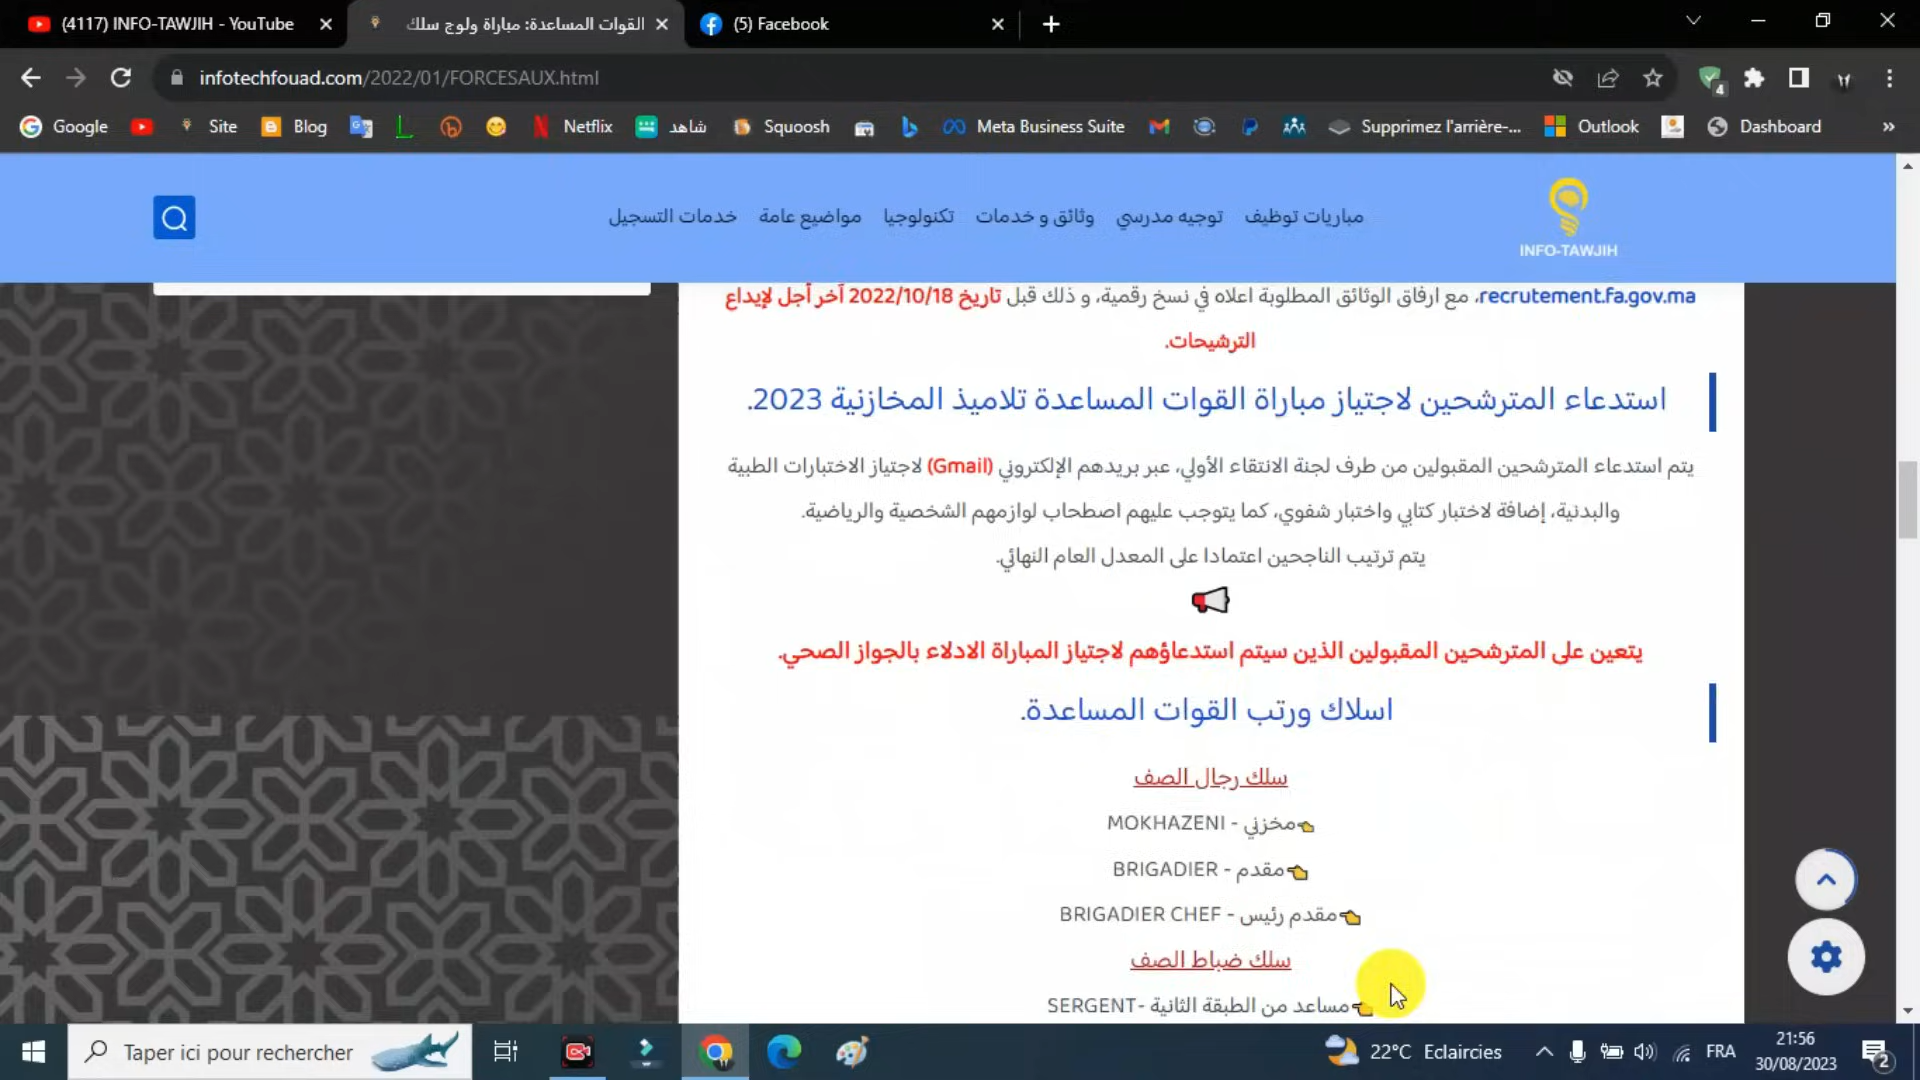 (4117) INFO-TAWJIH - YouTube
القوات المساعدة: مباراة ولوج سلك
(5) Facebook
infotechfouad.com/2022/01/FORCESAUX.html
4
Google
Site
Blog
Netflix
شاهد
Squoosh
Meta Business Suite
Supprimez l'arrière-...
Outlook
Dashboard
»
INFO-TAWJIH
مباريات توظيف
توجيه مدرسي
وثائق و خدمات
تكنولوجيا
مواضيع عامة
خدمات التسجيل
recrutement.fa.gov.ma، مع ارفاق الوثائق المطلوبة اعلاه في نسخ رقمية، و ذلك قبل تاريخ 2022/10/18 آخر أجل لإيداع
الترشيحات.
استدعاء المترشحين لاجتياز مباراة القوات المساعدة تلاميذ المخازنية 2023.
يتم استدعاء المترشحين المقبولين من طرف لجنة الانتقاء الأولي، عبر بريدهم الإلكتروني (Gmail) لاجتياز الاختبارات الطبية
والبدنية، إضافة لاختبار كتابي واختبار شفوي، كما يتوجب عليهم اصطحاب لوازمهم الشخصية والرياضية.
يتم ترتيب الناجحين اعتمادا على المعدل العام النهائي.
يتعين على المترشحين المقبولين الذين سيتم استدعاؤهم لاجتياز المباراة الادلاء بالجواز الصحي.
اسلاك ورتب القوات المساعدة.
سلك رجال الصف
مخزني - MOKHAZENI
مقدم - BRIGADIER
مقدم رئيس - BRIGADIER CHEF
سلك ضباط الصف
مساعد من الطبقة الثانية -SERGENT
Taper ici pour rechercher
22°C Eclaircies
FRA
21:56
30/08/2023
2